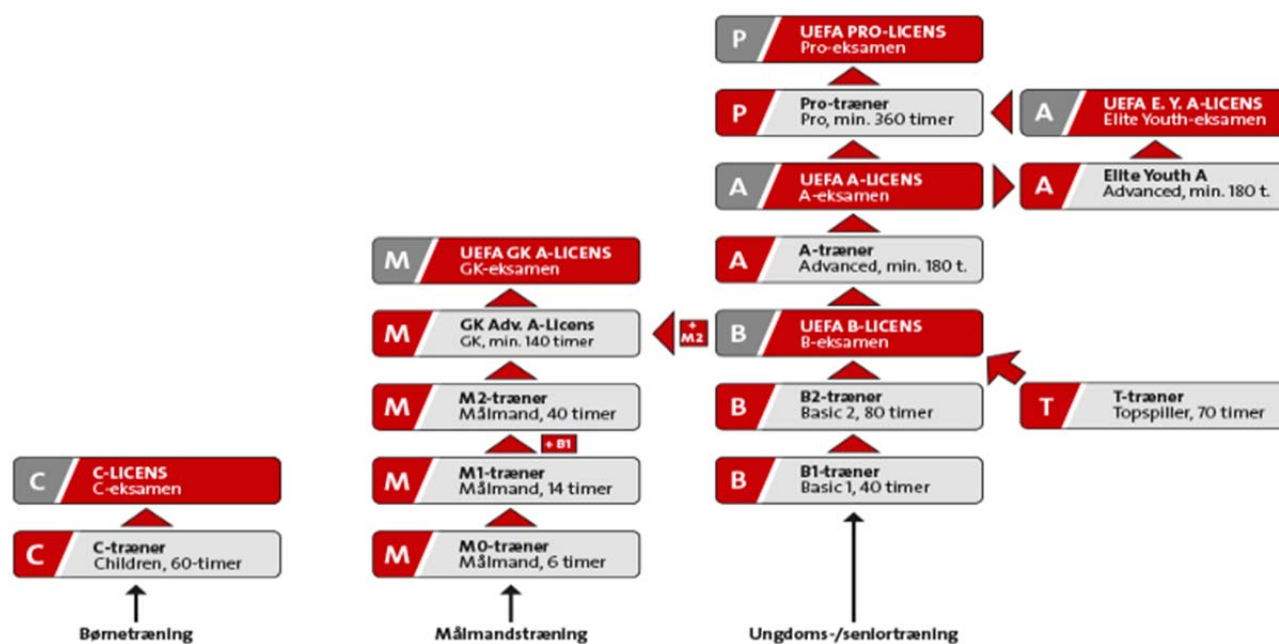 P
UEFA PRO-LICENS
Pro-eksamen
P
Pro-træner
Pro, min. 360 timer
A
UEFA E. Y. A-LICENS
Elite Youth-eksamen
A
UEFA A-LICENS
A-eksamen
A
Elite Youth A
Advanced, min. 180 t.
M
UEFA GK A-LICENS
GK-eksamen
A
A-træner
Advanced, min. 180 t.
M
GK Adv. A-Licens
GK, min. 140 timer
+
M2
B
UEFA B-LICENS
B-eksamen
M
M2-træner
Målmand, 40 timer
B
B2-træner
Basic 2, 80 timer
T
T-træner
Topspiller, 70 timer
+ B1
C
C-LICENS
C-eksamen
M
M1-træner
Målmand, 14 timer
B
B1-træner
Basic 1, 40 timer
C
C-træner
Children, 60-timer
M
M0-træner
Målmand, 6 timer
Børnetræning
Målmandstræning
Ungdoms-/seniortræning